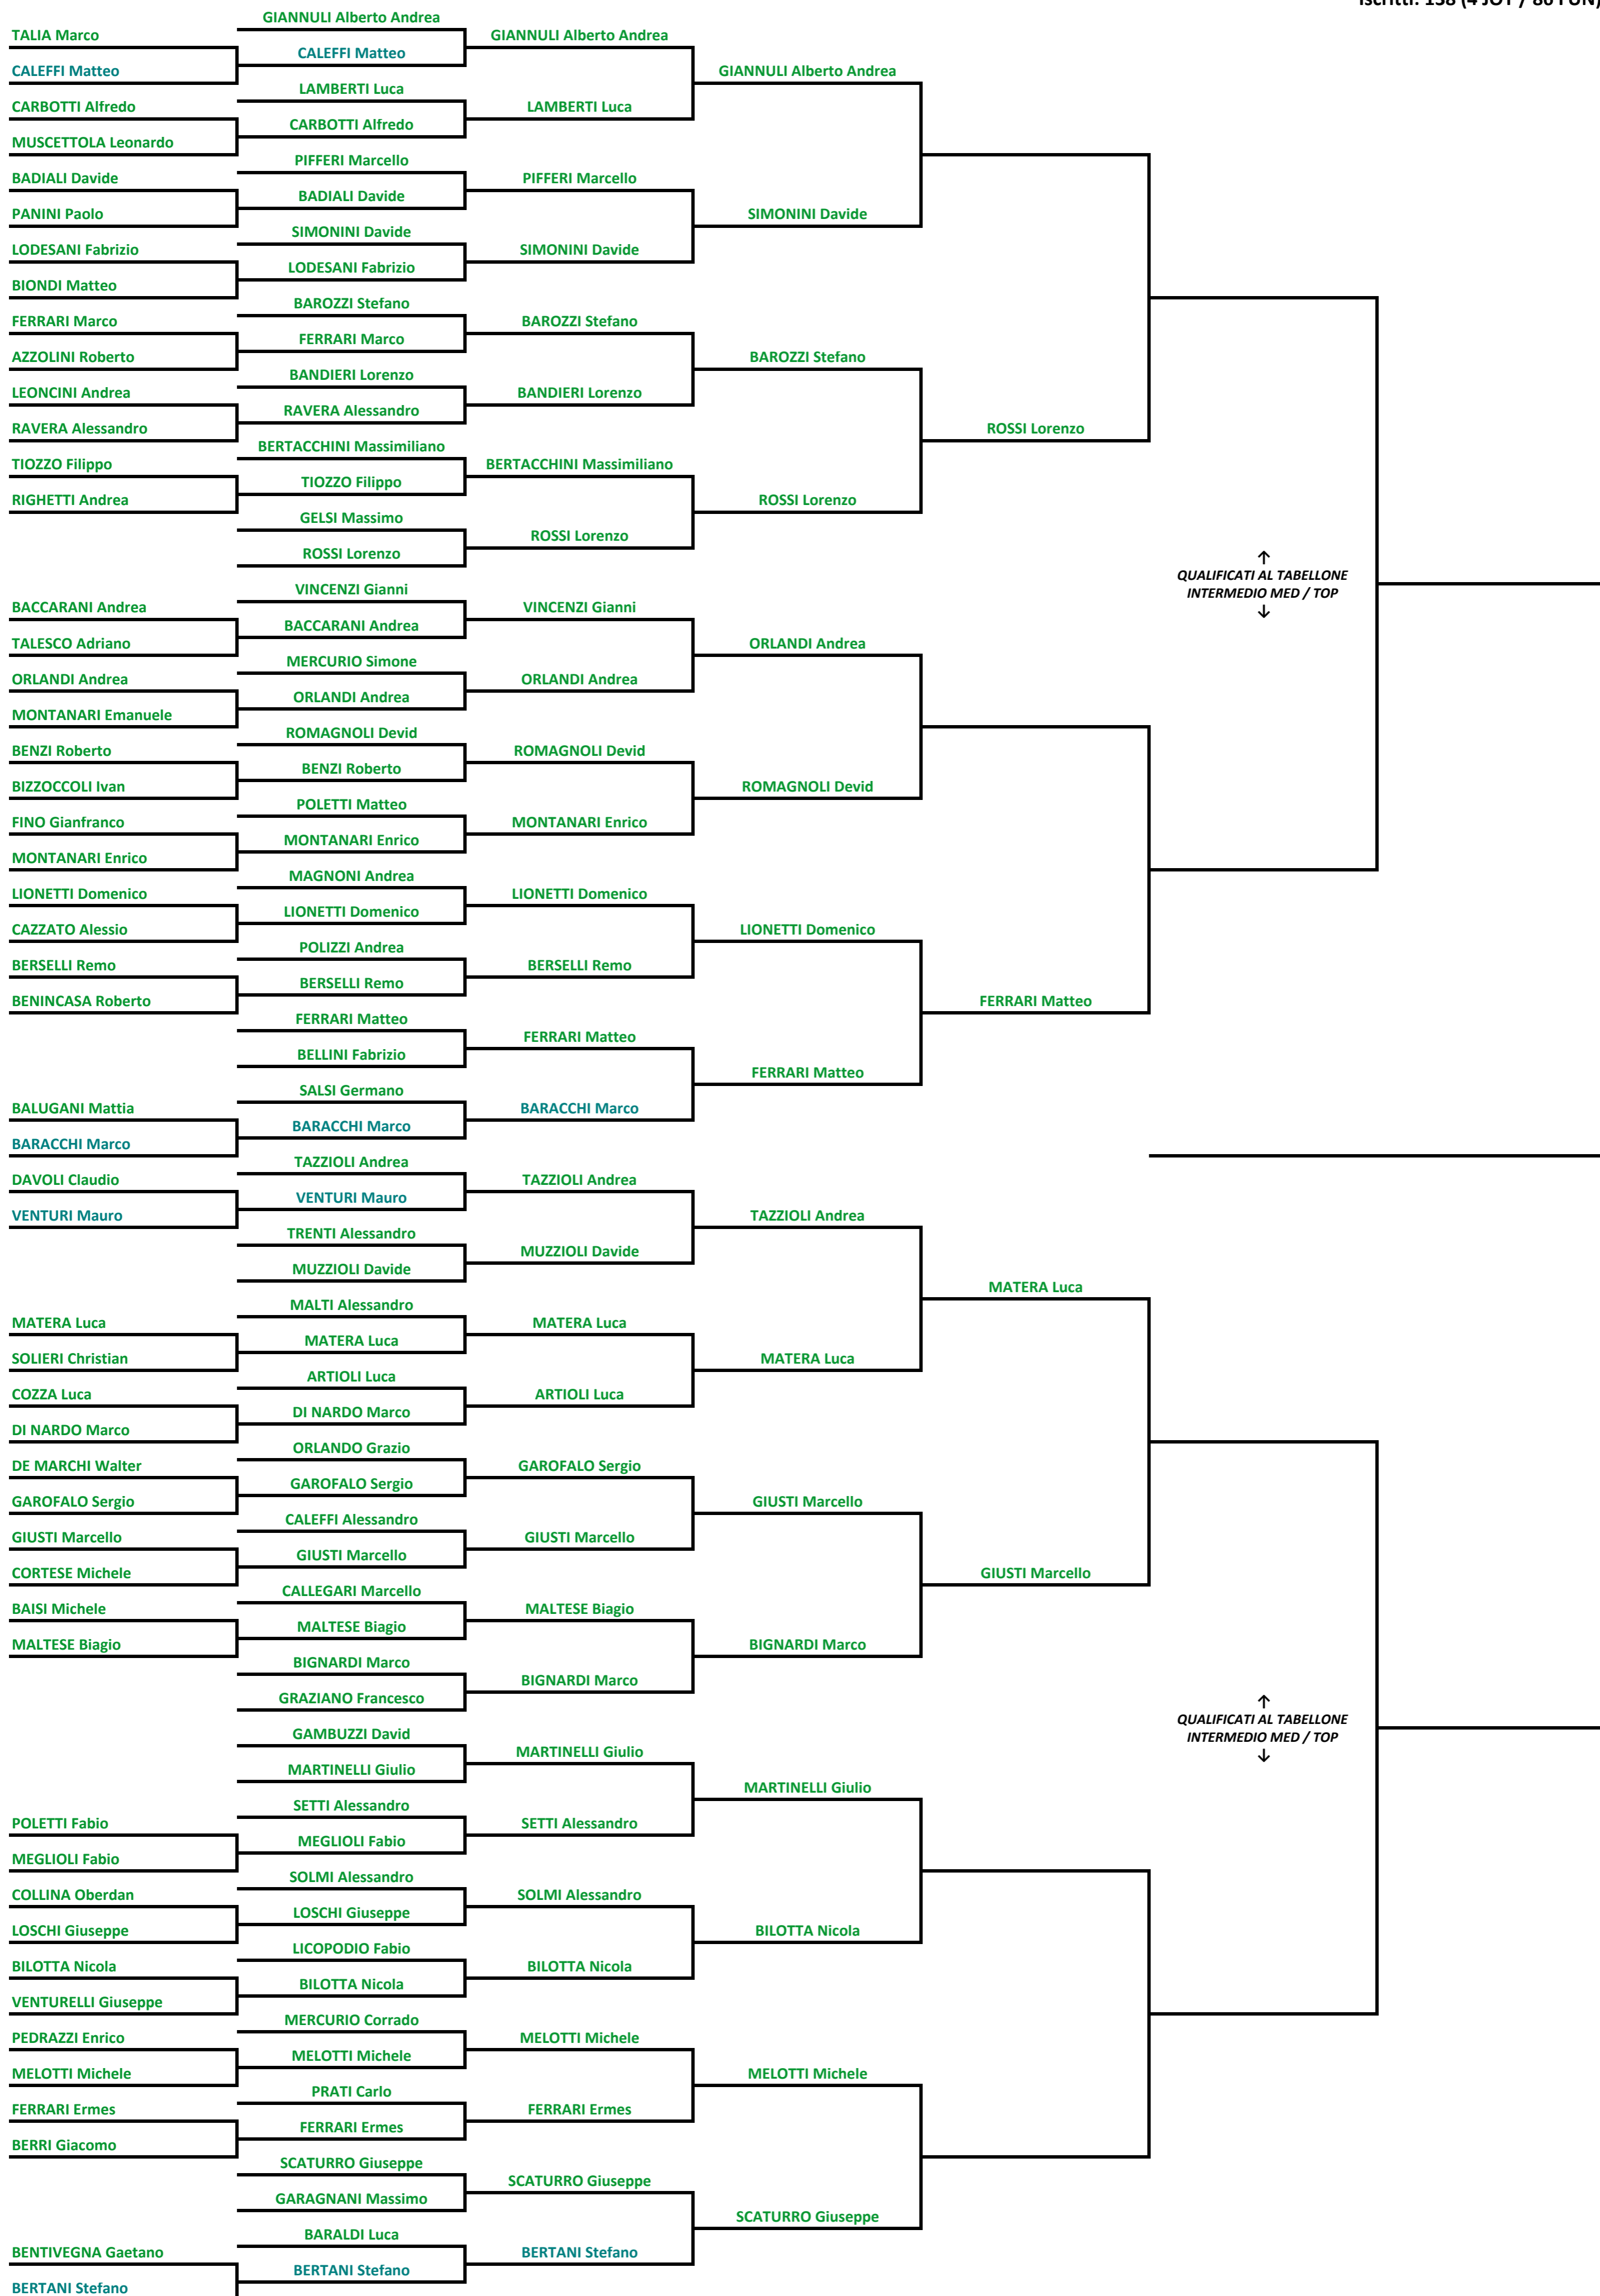 Iscritti: (4 JOT / FUN)
TALIA Marco
CALEFFI Matteo
CARBOTTI Alfredo
MUSCETTOLA Leonardo
BADIALI Davide
PANINI Paolo
LODESANI Fabrizio
BIONDI Matteo
FERRARI Marco
AZZOLINI Roberto
LEONCINI Andrea
RAVERA Alessandro
TIOZZO Filippo
RIGHETTI Andrea
BACCARANI Andrea
TALESCO Adriano
ORLANDI Andrea
MONTANARI Emanuele
BENZI Roberto
BIZZOCCOLI Ivan
FINO Gianfranco
MONTANARI Enrico
LIONETTI Domenico
CAZZATO Alessio
BERSELLI Remo
BENINCASA Roberto
BALUGANI Mattia
BARACCHI Marco
DAVOLI Claudio
VENTURI Mauro
MATERA Luca
SOLIERI Christian
COZZA Luca
DI NARDO Marco
DE MARCHI Walter
GAROFALO Sergio
GIUSTI Marcello
CORTESE Michele
BAISI Michele
MALTESE Biagio
POLETTI Fabio
MEGLIOLI Fabio
COLLINA Oberdan
LOSCHI Giuseppe
BILOTTA Nicola
VENTURELLI Giuseppe
PEDRAZZI Enrico
MELOTTI Michele
FERRARI Ermes
BERRI Giacomo
BENTIVEGNA Gaetano
BERTANI Stefano
GIANNULI Alberto Andrea
CALEFFI Matteo
LAMBERTI Luca
CARBOTTI Alfredo
PIFFERI Marcello
BADIALI Davide
SIMONINI Davide
LODESANI Fabrizio
BAROZZI Stefano
FERRARI Marco
BANDIERI Lorenzo
RAVERA Alessandro
BERTACCHINI Massimiliano
TIOZZO Filippo
GELSI Massimo
ROSSI Lorenzo
VINCENZI Gianni
BACCARANI Andrea
MERCURIO Simone
ORLANDI Andrea
ROMAGNOLI Devid
BENZI Roberto
POLETTI Matteo
MONTANARI Enrico
MAGNONI Andrea
LIONETTI Domenico
POLIZZI Andrea
BERSELLI Remo
FERRARI Matteo
BELLINI Fabrizio
SALSI Germano
BARACCHI Marco
TAZZIOLI Andrea
VENTURI Mauro
TRENTI Alessandro
MUZZIOLI Davide
MALTI Alessandro
MATERA Luca
ARTIOLI Luca
DI NARDO Marco
ORLANDO Grazio
GAROFALO Sergio
CALEFFI Alessandro
GIUSTI Marcello
CALLEGARI Marcello
MALTESE Biagio
BIGNARDI Marco
GRAZIANO Francesco
GAMBUZZI David
MARTINELLI Giulio
SETTI Alessandro
MEGLIOLI Fabio
SOLMI Alessandro
LOSCHI Giuseppe
LICOPODIO Fabio
BILOTTA Nicola
MERCURIO Corrado
MELOTTI Michele
PRATI Carlo
FERRARI Ermes
SCATURRO Giuseppe
GARAGNANI Massimo
BARALDI Luca
BERTANI Stefano
GIANNULI Alberto Andrea
LAMBERTI Luca
PIFFERI Marcello
SIMONINI Davide
BAROZZI Stefano
BANDIERI Lorenzo
BERTACCHINI Massimiliano
ROSSI Lorenzo
VINCENZI Gianni
ORLANDI Andrea
ROMAGNOLI Devid
MONTANARI Enrico
LIONETTI Domenico
BERSELLI Remo
FERRARI Matteo
BARACCHI Marco
TAZZIOLI Andrea
MUZZIOLI Davide
MATERA Luca
ARTIOLI Luca
GAROFALO Sergio
GIUSTI Marcello
MALTESE Biagio
BIGNARDI Marco
MARTINELLI Giulio
SETTI Alessandro
SOLMI Alessandro
BILOTTA Nicola
MELOTTI Michele
FERRARI Ermes
SCATURRO Giuseppe
BERTANI Stefano
GIANNULI Alberto Andrea
SIMONINI Davide
BAROZZI Stefano
ROSSI Lorenzo
ORLANDI Andrea
ROMAGNOLI Devid
LIONETTI Domenico
FERRARI Matteo
TAZZIOLI Andrea
MATERA Luca
GIUSTI Marcello
BIGNARDI Marco
MARTINELLI Giulio
BILOTTA Nicola
MELOTTI Michele
SCATURRO Giuseppe
ROSSI Lorenzo
FERRARI Matteo
MATERA Luca
GIUSTI Marcello
↑
QUALIFICATI AL TABELLONE
INTERMEDIO MED / TOP
↓
↑
QUALIFICATI AL TABELLONE
INTERMEDIO MED / TOP
↓